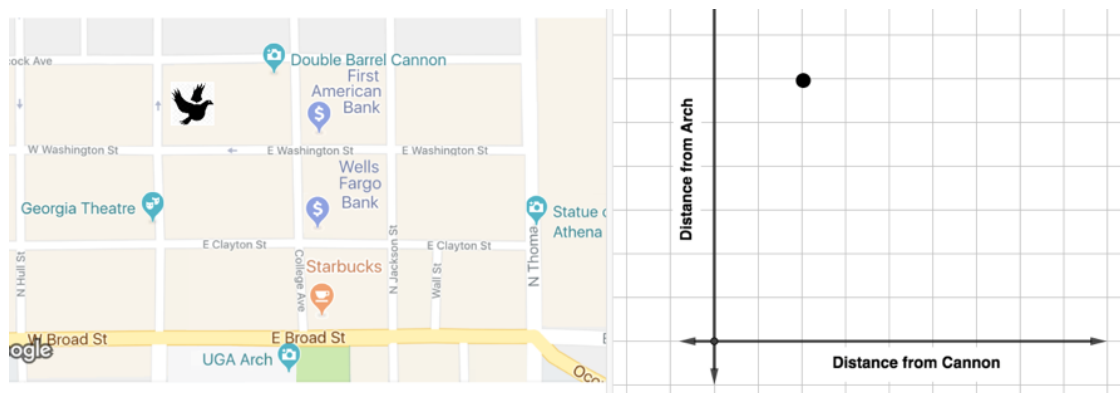 ock Ave
Double Barrel Cannon
First
American
Bank
$
W Washington St
E Washington St
E Washington St
Wells
Fargo
Bank
$
Georgia Theatre
Statue o
Athena
E Clayton St
E Clayton St
N Hull St
College Ave
N Jackson St
Wall St
N Thoma
Starbucks
W Broad St
E Broad St
ogle
UGA Arch
Oco
Distance from Arch
Distance from Cannon